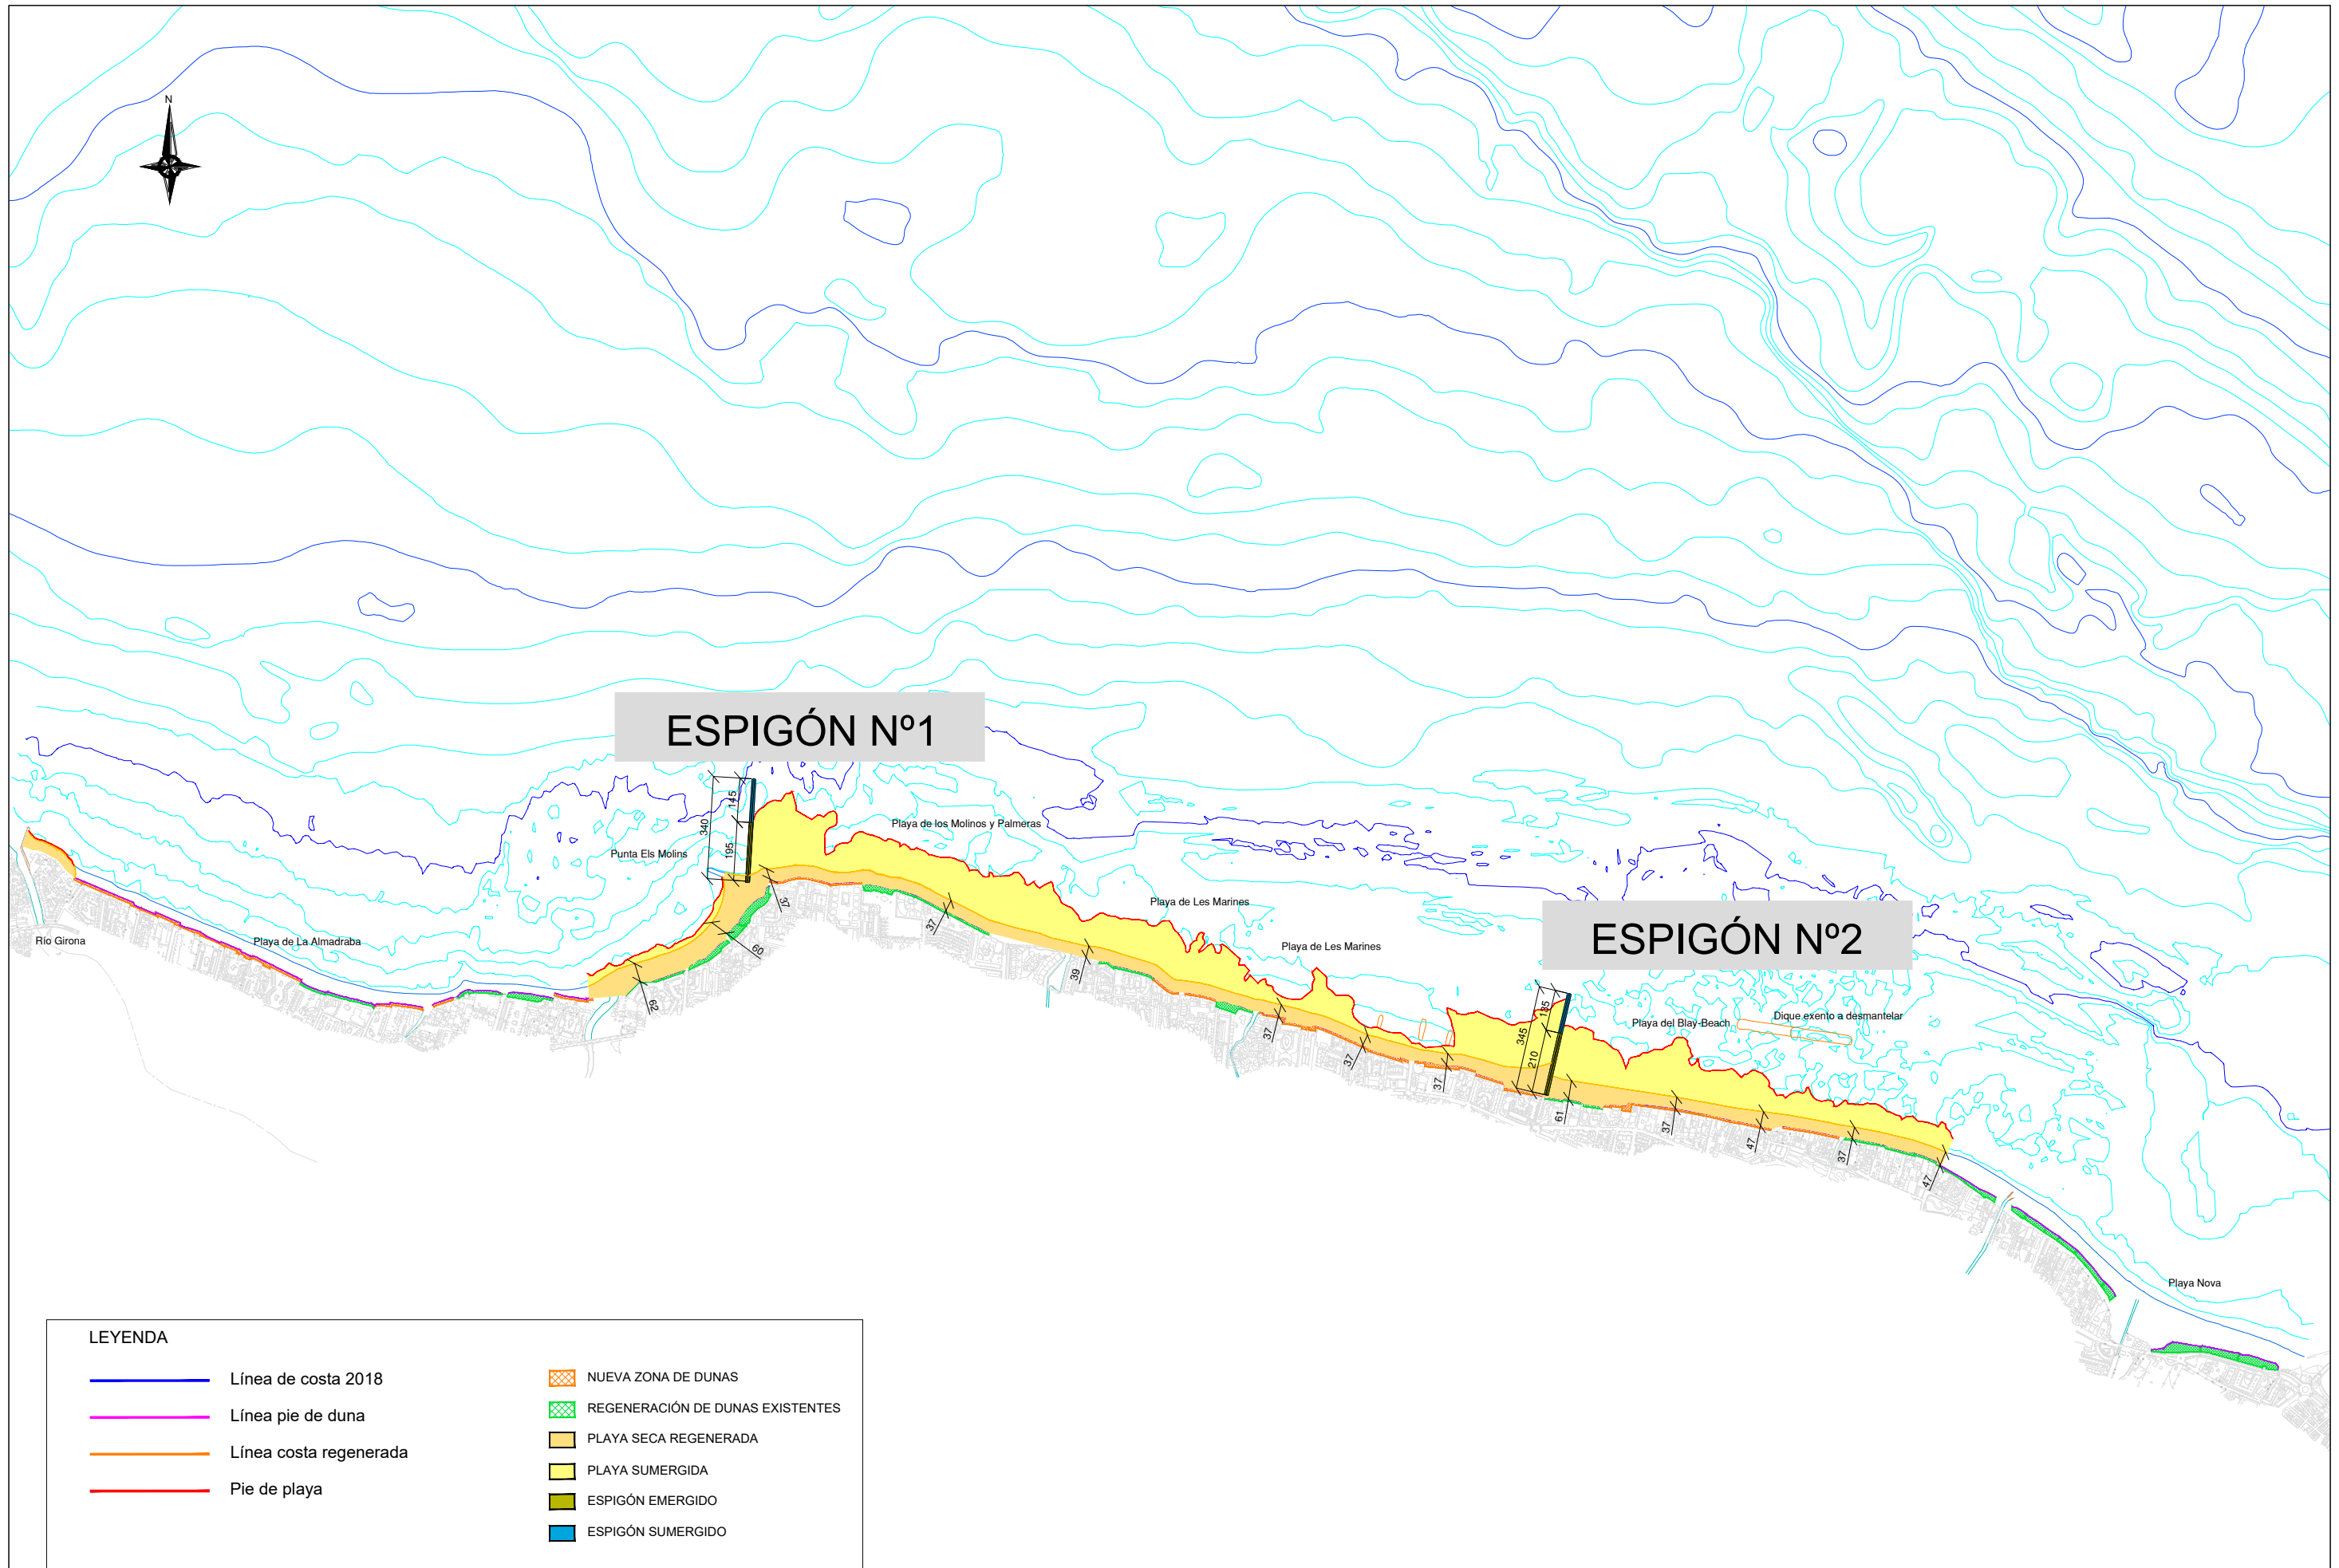 N
ESPIGÓN Nº1
145
340
195
Playa de los Molinos y Palmeras
Punta Els Molins
37
37
Playa de Les Marines
ESPIGÓN Nº2
Río Girona
Playa de La Almadraba
60
62
39
Playa de Les Marines
135
345
210
Playa del Blay-Beach
Dique exento a desmantelar
37
37
37
61
37
47
37
47
Playa Nova
LEYENDA
Línea de costa 2018
Línea pie de duna
Línea costa regenerada
Pie de playa
NUEVA ZONA DE DUNAS
REGENERACIÓN DE DUNAS EXISTENTES
PLAYA SECA REGENERADA
PLAYA SUMERGIDA
ESPIGÓN EMERGIDO
ESPIGÓN SUMERGIDO